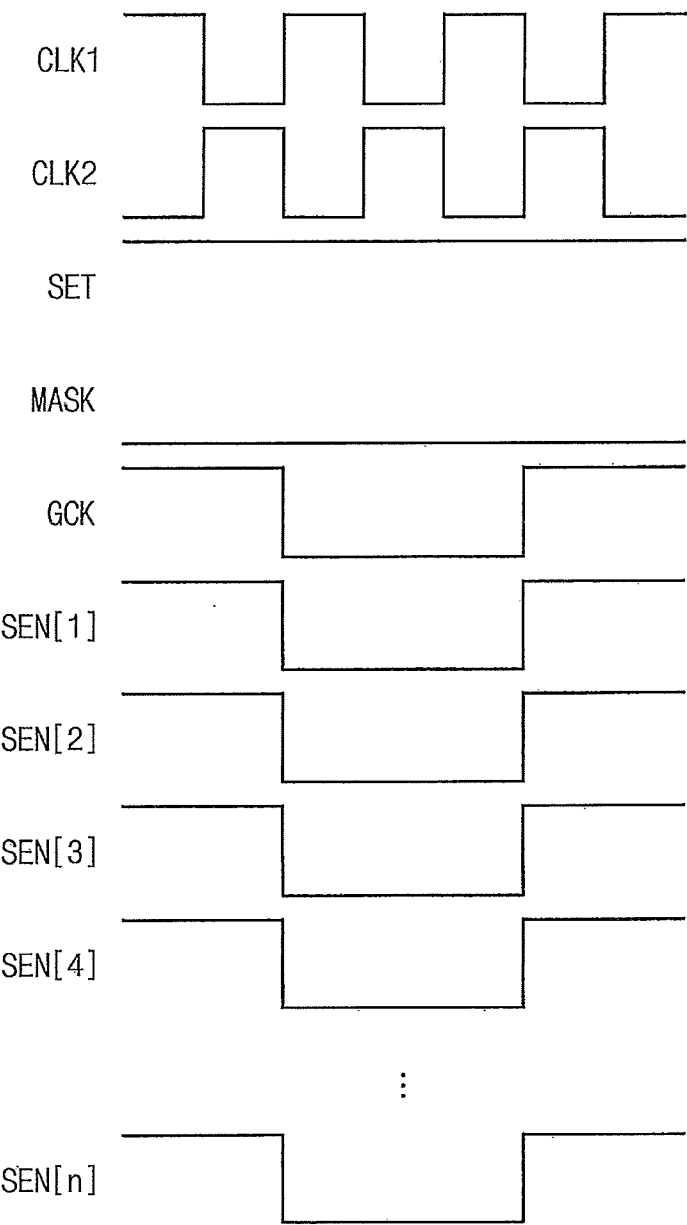 CLK1
CLK2
SET
MASK
GCK
SEN[1]
SEN[2]
SEN[3]
SEN[4]
⋮
SEN[n]